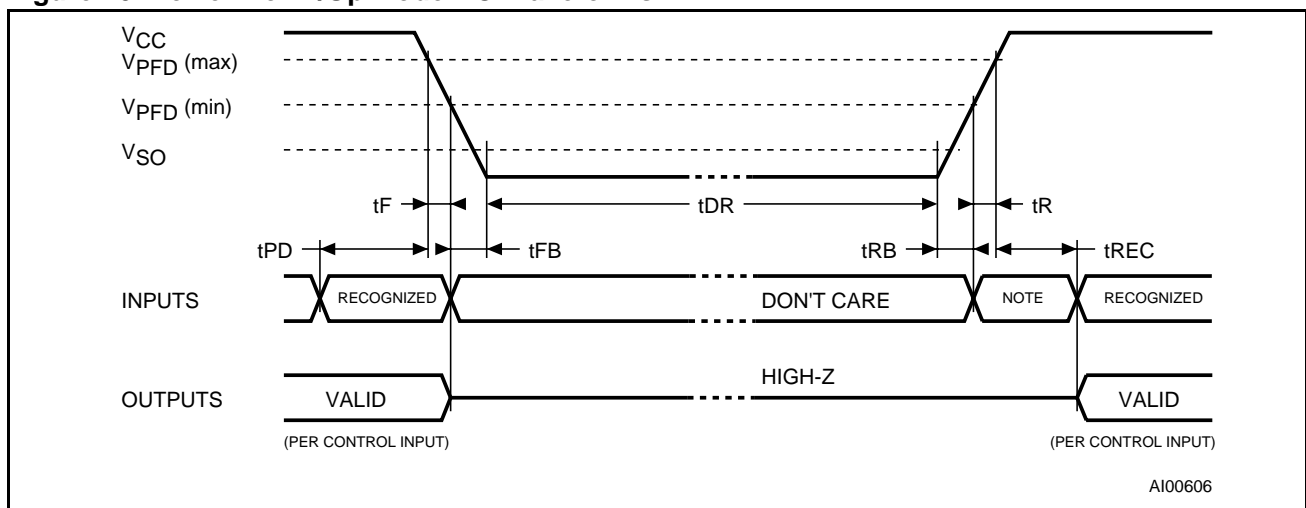 VCC
VPFD (max)
VPFD (min)
VSO
tF
tDR
tR
tPD
tFB
tRB
tREC
INPUTS
RECOGNIZED
DON'T CARE
NOTE
RECOGNIZED
HIGH-Z
OUTPUTS
VALID
VALID
(PER CONTROL INPUT)
(PER CONTROL INPUT)
AI00606